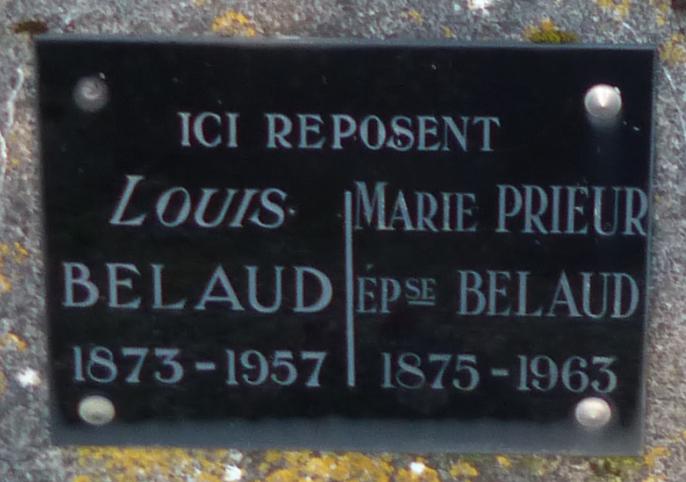 ICI REPOSENT
LOUIS
BELAUD
1873-1957
MARIE PRIEUR
ÉPSE BELAUD
1875-1963